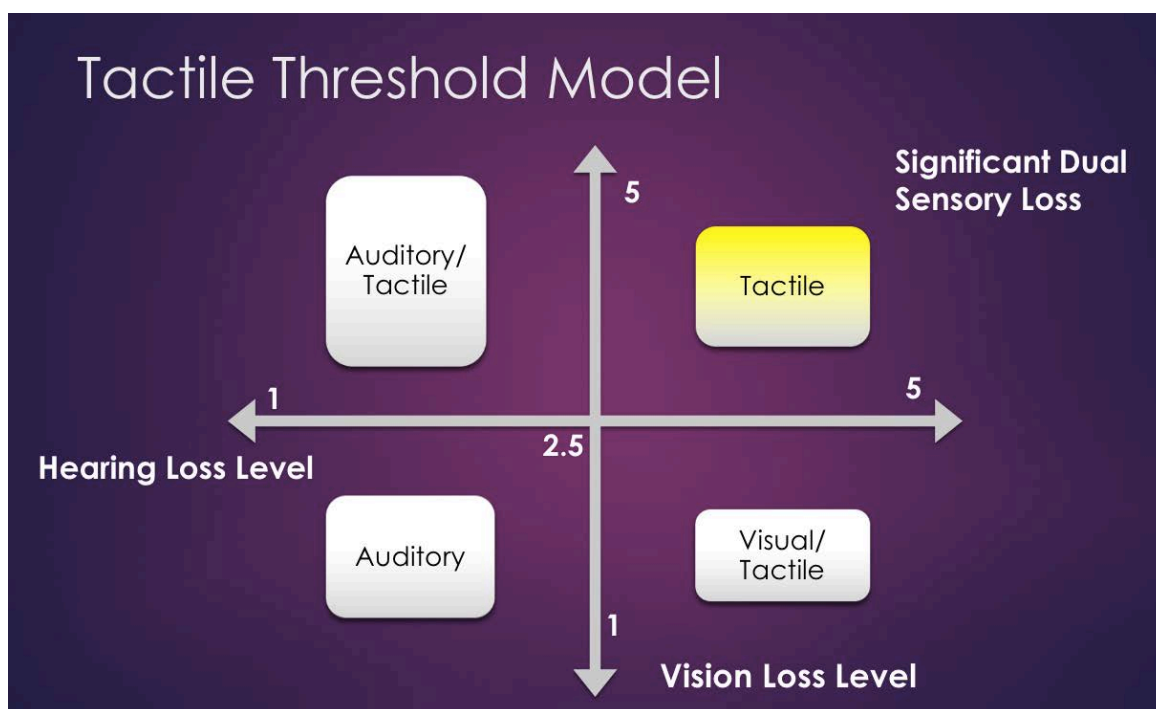 Tactile Threshold Model
Significant Dual
Sensory Loss
5
Auditory/
Tactile
Tactile
1
5
2.5
Hearing Loss Level
Auditory
Visual/
Tactile
1
Vision Loss Level